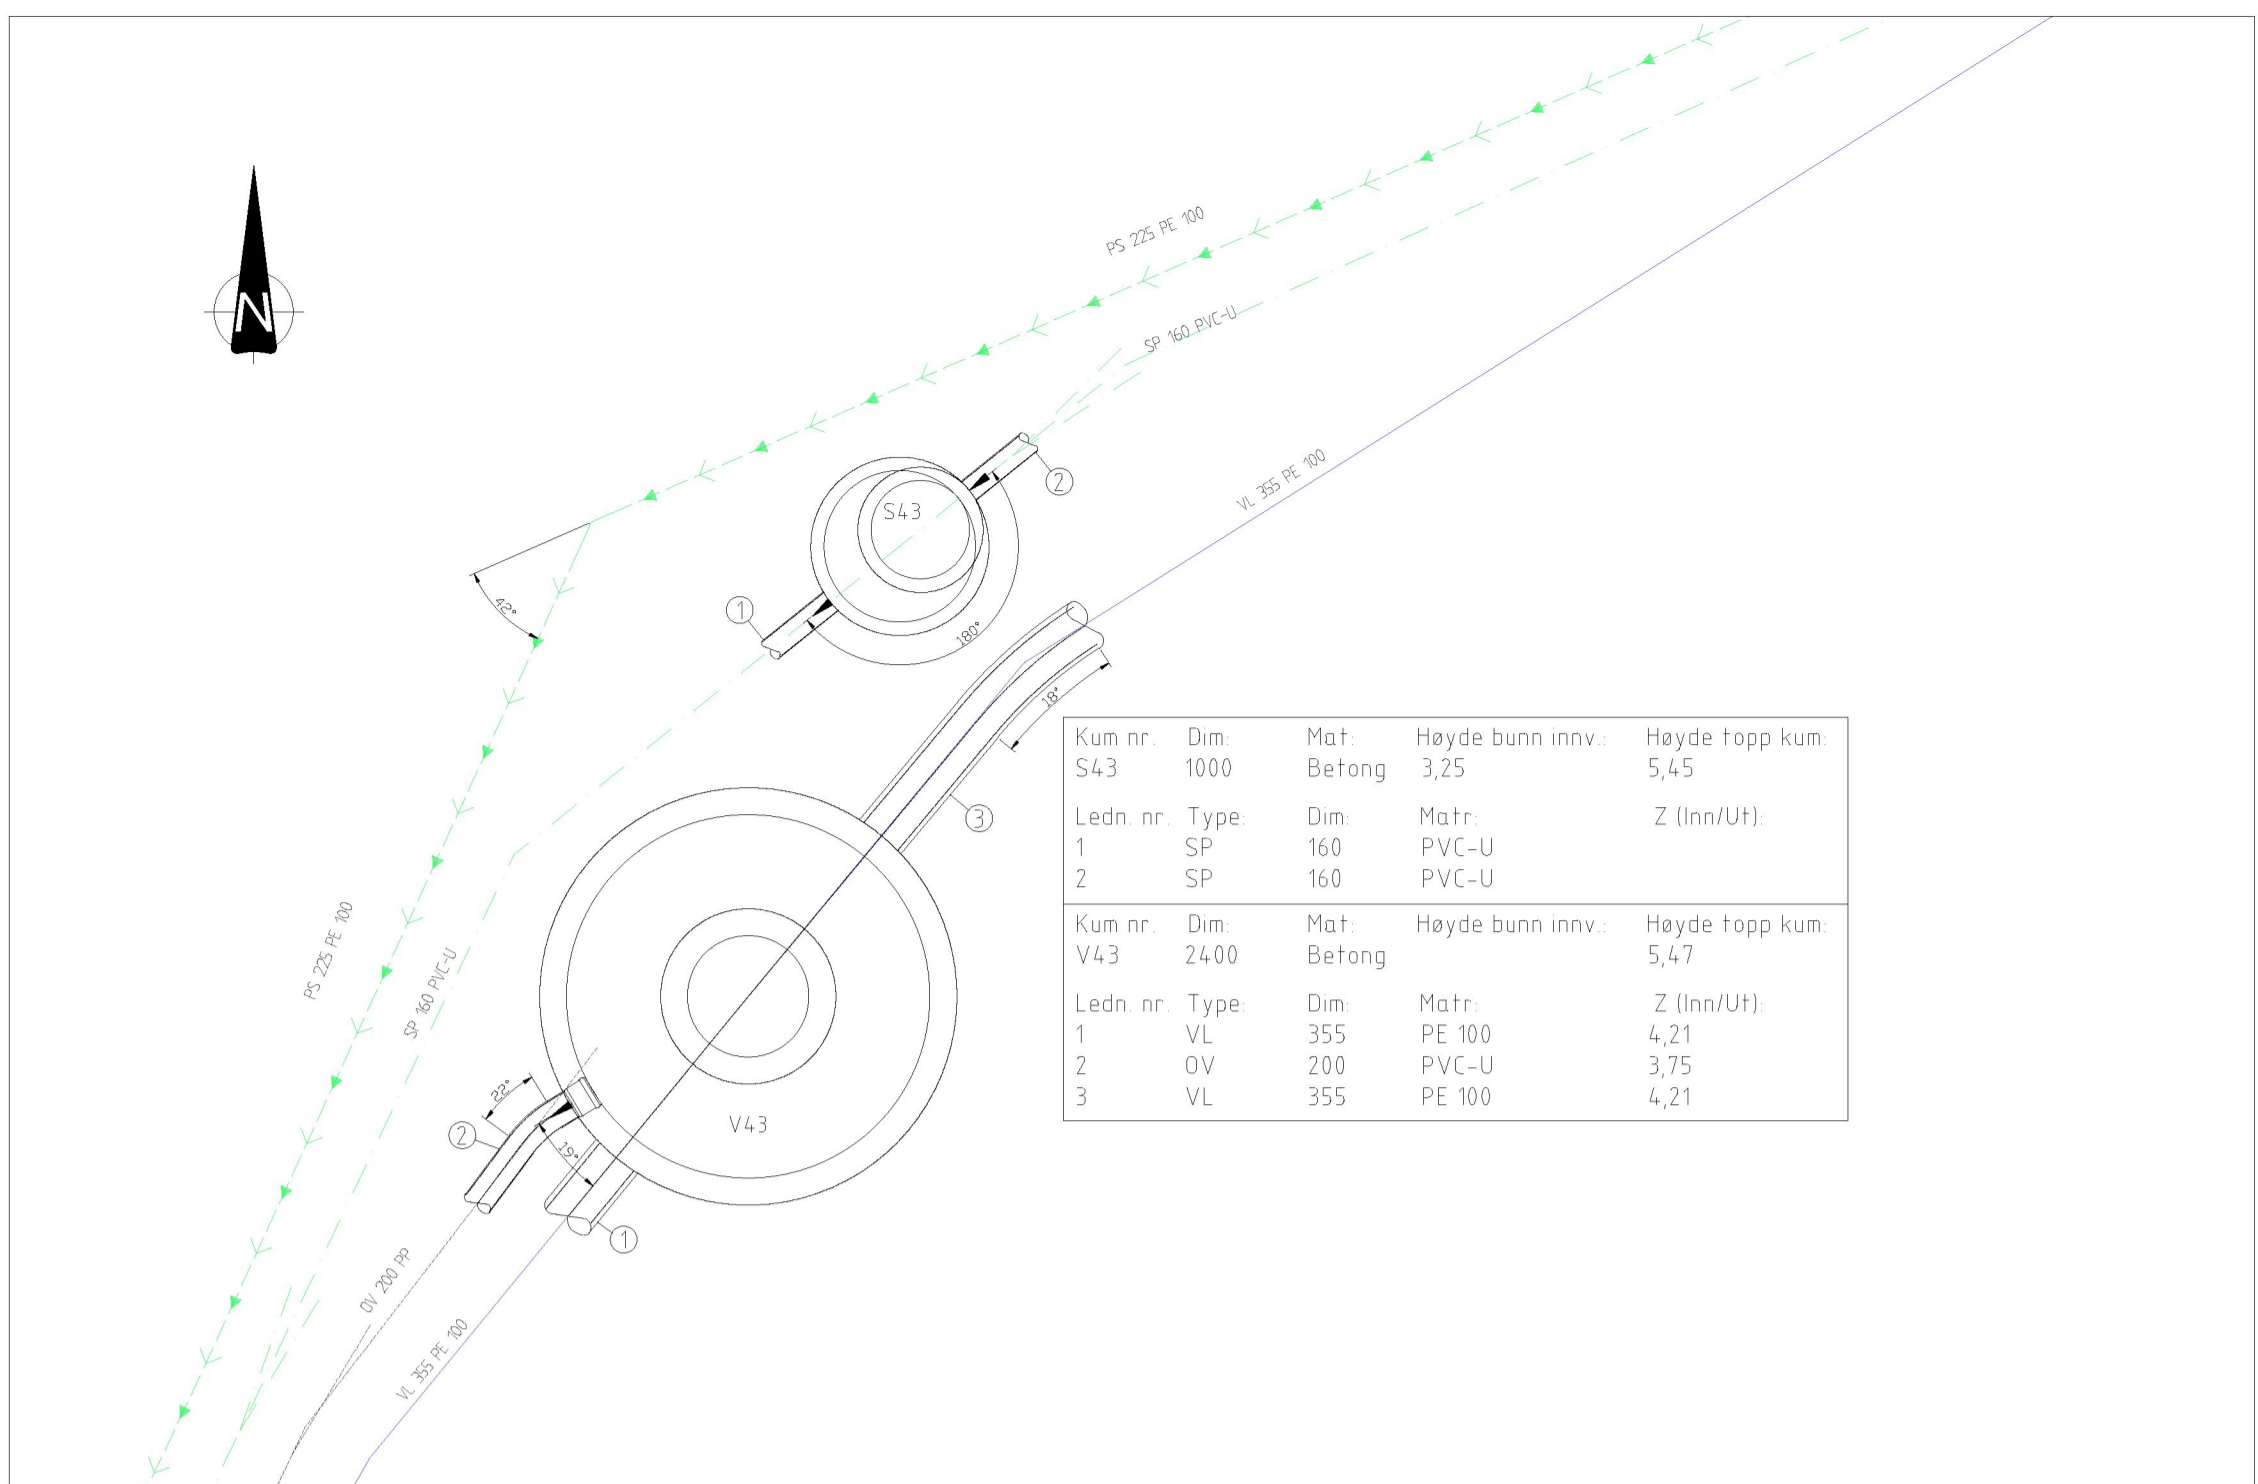 PS 225 PE 100
N
SP 160 PVC-U
VL 355 PE 100
2
S43
42°
1
180°
18°
3
Kum nr. Dim: Mat: Høyde bunn innv.: Høyde topp kum:
S43 1000 Betong 3,25 5,45
Ledn. nr. Type: Dim: Matr: Z (Inn/Ut):
1 SP 160 PVC-U
2 SP 160 PVC-U
Kum nr. Dim: Mat: Høyde bunn innv.: Høyde topp kum:
V43 2400 Betong 5,47
Ledn. nr. Type: Dim: Matr: Z (Inn/Ut):
1 VL 355 PE 100 4,21
2 OV 200 PVC-U 3,75
3 VL 355 PE 100 4,21
PS 225 PE 100
SP 160 PVC-U
22°
V43
2
19°
1
OV 200 PP
VL 355 PE 100